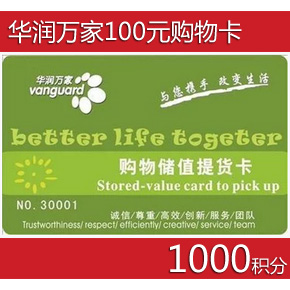 华润万家100元购物卡
华润万家
vanguard
与您携手 改变生活
better life togeter
购物储值提货卡
Stored-value card to pick up
NO.30001
诚信/尊重/高效/创新/服务/团队
Trustworthiness/respect/efficiently/creative/service/team
1000积分